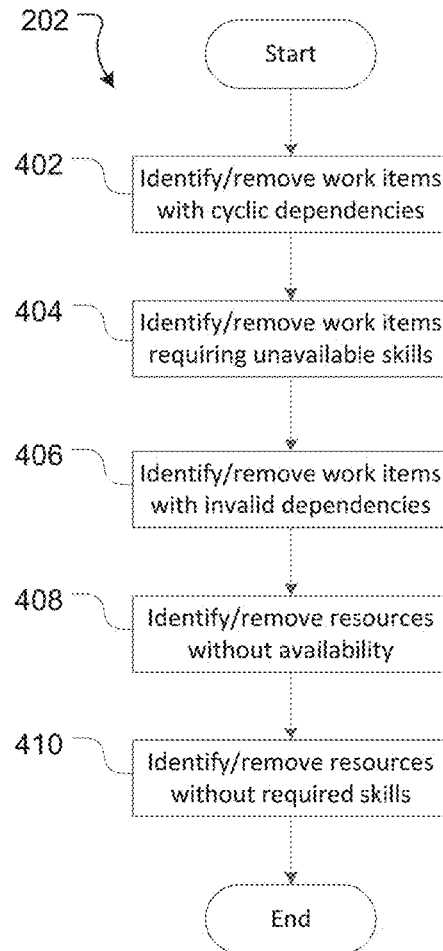 202
Start
402
Identify/remove work items
with cyclic dependencies
404
Identify/remove work items
requiring unavailable skills
406
Identify/remove work items
with invalid dependencies
408
Identify/remove resources
without availability
410
Identify/remove resources
without required skills
End